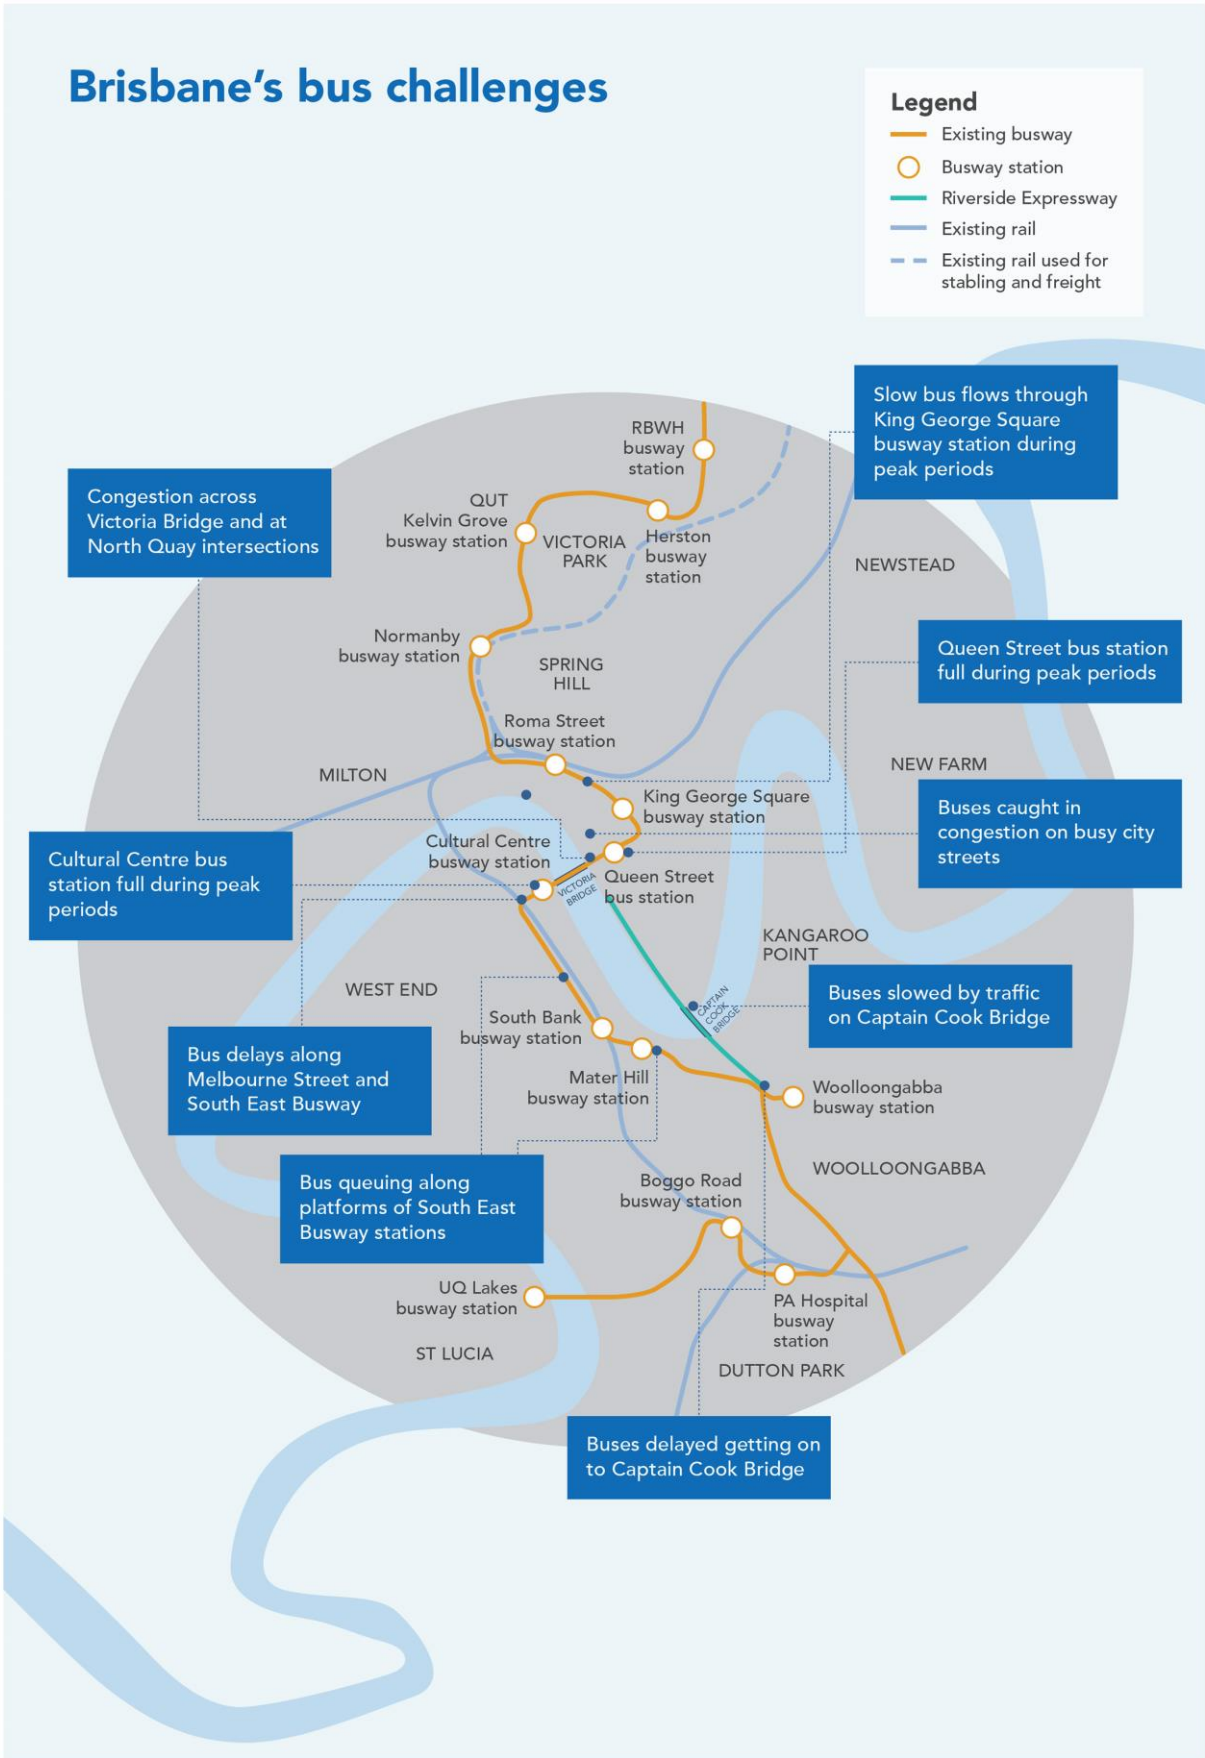 Brisbane's bus challenges
Legend
Existing busway
Busway station
Riverside Expressway
Existing rail
Existing rail used for
stabling and freight
Slow bus flows through
King George Square
busway station during
peak periods
RBWH
busway
station
Congestion across
Victoria Bridge and at
North Quay intersections
QUT
Kelvin Grove
busway station
VICTORIA
PARK
Herston
busway
station
NEWSTEAD
Normanby
busway station
SPRING
HILL
Queen Street bus station
full during peak periods
Roma Street
busway station
MILTON
NEW FARM
King George Square
busway station
Buses caught in
congestion on busy city
streets
Cultural Centre
busway station
Cultural Centre bus
station full during peak
periods
VICTORIA
BRIDGE
Queen Street
bus station
KANGAROO
POINT
WEST END
Buses slowed by traffic
on Captain Cook Bridge
CAPTAIN
COOK
BRIDGE
South Bank
busway station
Bus delays along
Melbourne Street and
South East Busway
Mater Hill
busway station
Woolloongabba
busway station
WOOLLOONGABBA
Bus queuing along
platforms of South East
Busway stations
Boggo Road
busway station
UQ Lakes
busway station
PA Hospital
busway
station
ST LUCIA
DUTTON PARK
Buses delayed getting on
to Captain Cook Bridge